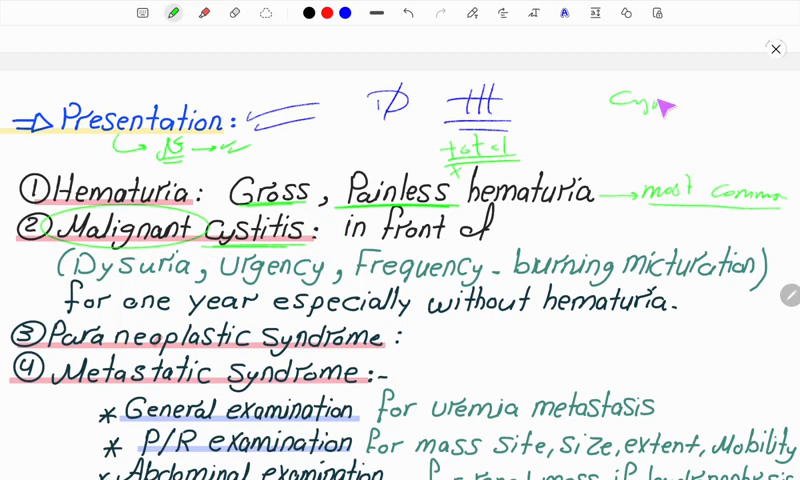 ⇒ Presentation:
total
① Hematuria: Gross, Painless hematuria → most common
② Malignant cystitis: in front of
(Dysuria, Urgency, Frequency - burning micturation)
for one year especially without hematuria.
③ Para neoplastic syndrome:
④ Metastatic syndrome:-
* General examination for uremia metastasis
* P/R examination for mass site, size, extent, Mobility
* Abdominal examination